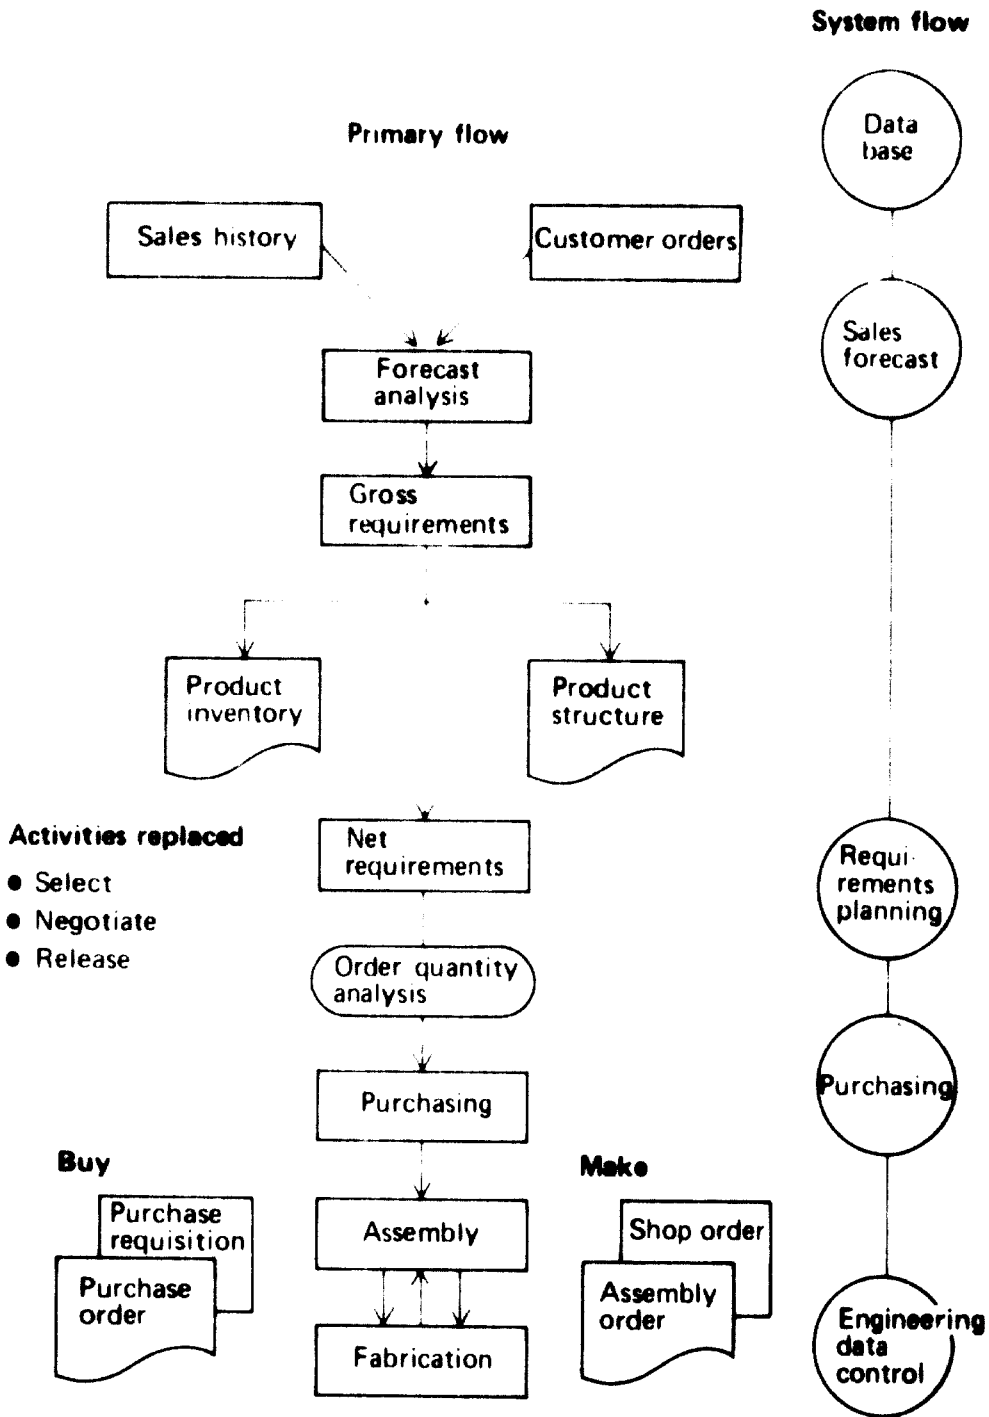 System flow
Data
base
Primary flow
Sales history
Customer orders
Sales
forecast
Forecast
analysis
Gross
requirements
Product
inventory
Product
structure
Activities replaced
● Select
● Negotiate
● Release
Net
requirements
Requi-
rements
planning
Order quantity
analysis
Purchasing
Purchasing
Buy
Make
Purchase
requisition
Purchase
order
Assembly
Shop order
Assembly
order
Fabrication
Engineering
data
control